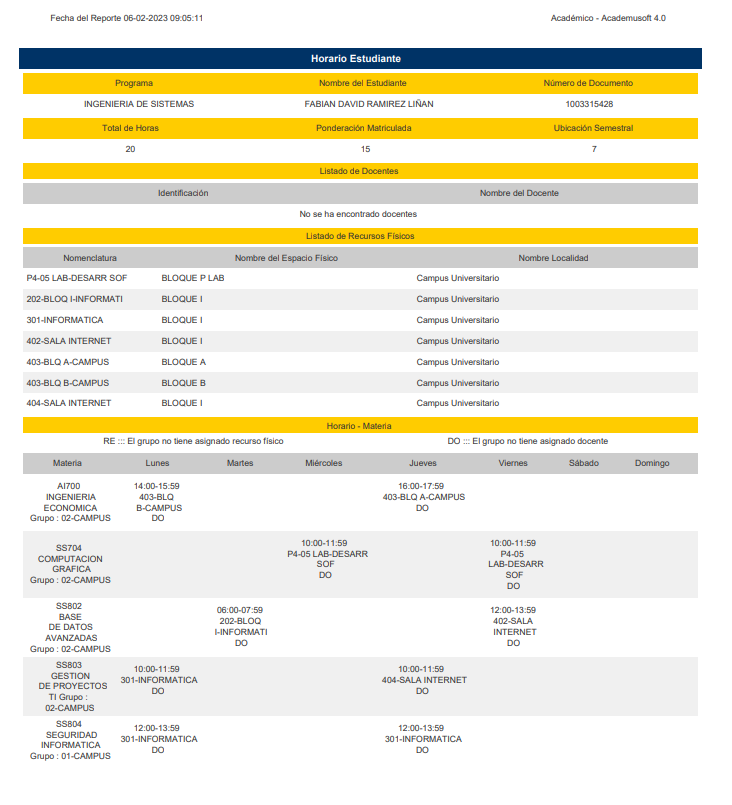 Fecha del Reporte 06-02-2023 09:05:11 Académico - Academusoft 4.0
Horario Estudiante
Programa Nombre del Estudiante Número de Documento
INGENIERIA DE SISTEMAS FABIAN DAVID RAMIREZ LIÑAN 1003315428
Total de Horas Ponderación Matriculada Ubicación Semestral
20 15 7
Listado de Docentes
Identificación Nombre del Docente
No se ha encontrado docentes
Listado de Recursos Físicos
Nomenclatura Nombre del Espacio Físico Nombre Localidad
P4-05 LAB-DESARR SOF BLOQUE P LAB Campus Universitario
202-BLOQ I-INFORMATI BLOQUE I Campus Universitario
301-INFORMATICA BLOQUE I Campus Universitario
402-SALA INTERNET BLOQUE I Campus Universitario
403-BLQ A-CAMPUS BLOQUE A Campus Universitario
403-BLQ B-CAMPUS BLOQUE B Campus Universitario
404-SALA INTERNET BLOQUE I Campus Universitario
Horario - Materia
RE ::: El grupo no tiene asignado recurso físico DO ::: El grupo no tiene asignado docente
Materia Lunes Martes Miércoles Jueves Viernes Sábado Domingo
AI700 14:00-15:59 16:00-17:59
INGENIERIA 403-BLQ 403-BLQ A-CAMPUS
ECONOMICA B-CAMPUS DO
Grupo : 02-CAMPUS DO
10:00-11:59 10:00-11:59
SS704 P4-05 LAB-DESARR P4-05
COMPUTACION SOF LAB-DESARR
GRAFICA DO SOF
Grupo : 02-CAMPUS DO
SS802 06:00-07:59 12:00-13:59
BASE 202-BLOQ 402-SALA
DE DATOS I-INFORMATI INTERNET
AVANZADAS DO DO
Grupo : 02-CAMPUS
SS803 10:00-11:59 10:00-11:59
GESTION 301-INFORMATICA 404-SALA INTERNET
DE PROYECTOS DO DO
TI Grupo :
02-CAMPUS
SS804 12:00-13:59 12:00-13:59
SEGURIDAD 301-INFORMATICA 301-INFORMATICA
INFORMATICA DO DO
Grupo : 01-CAMPUS